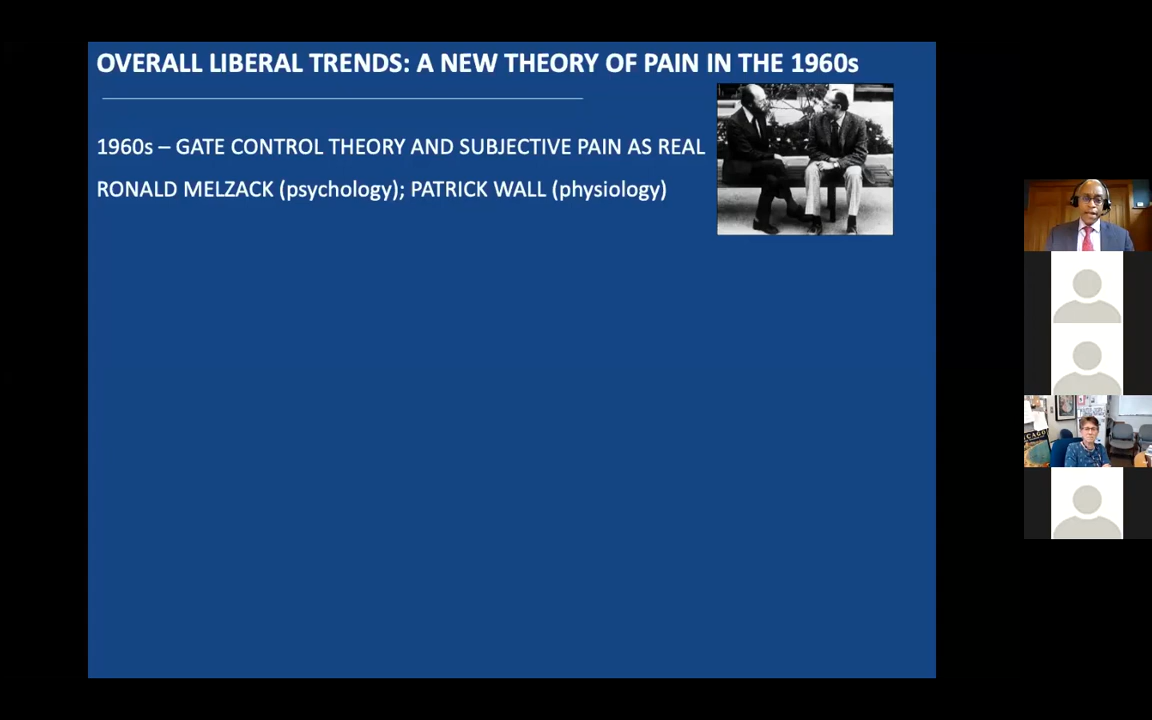 OVERALL LIBERAL TRENDS: A NEW THEORY OF PAIN IN THE 1960s
1960s – GATE CONTROL THEORY AND SUBJECTIVE PAIN AS REAL
RONALD MELZACK (psychology); PATRICK WALL (physiology)